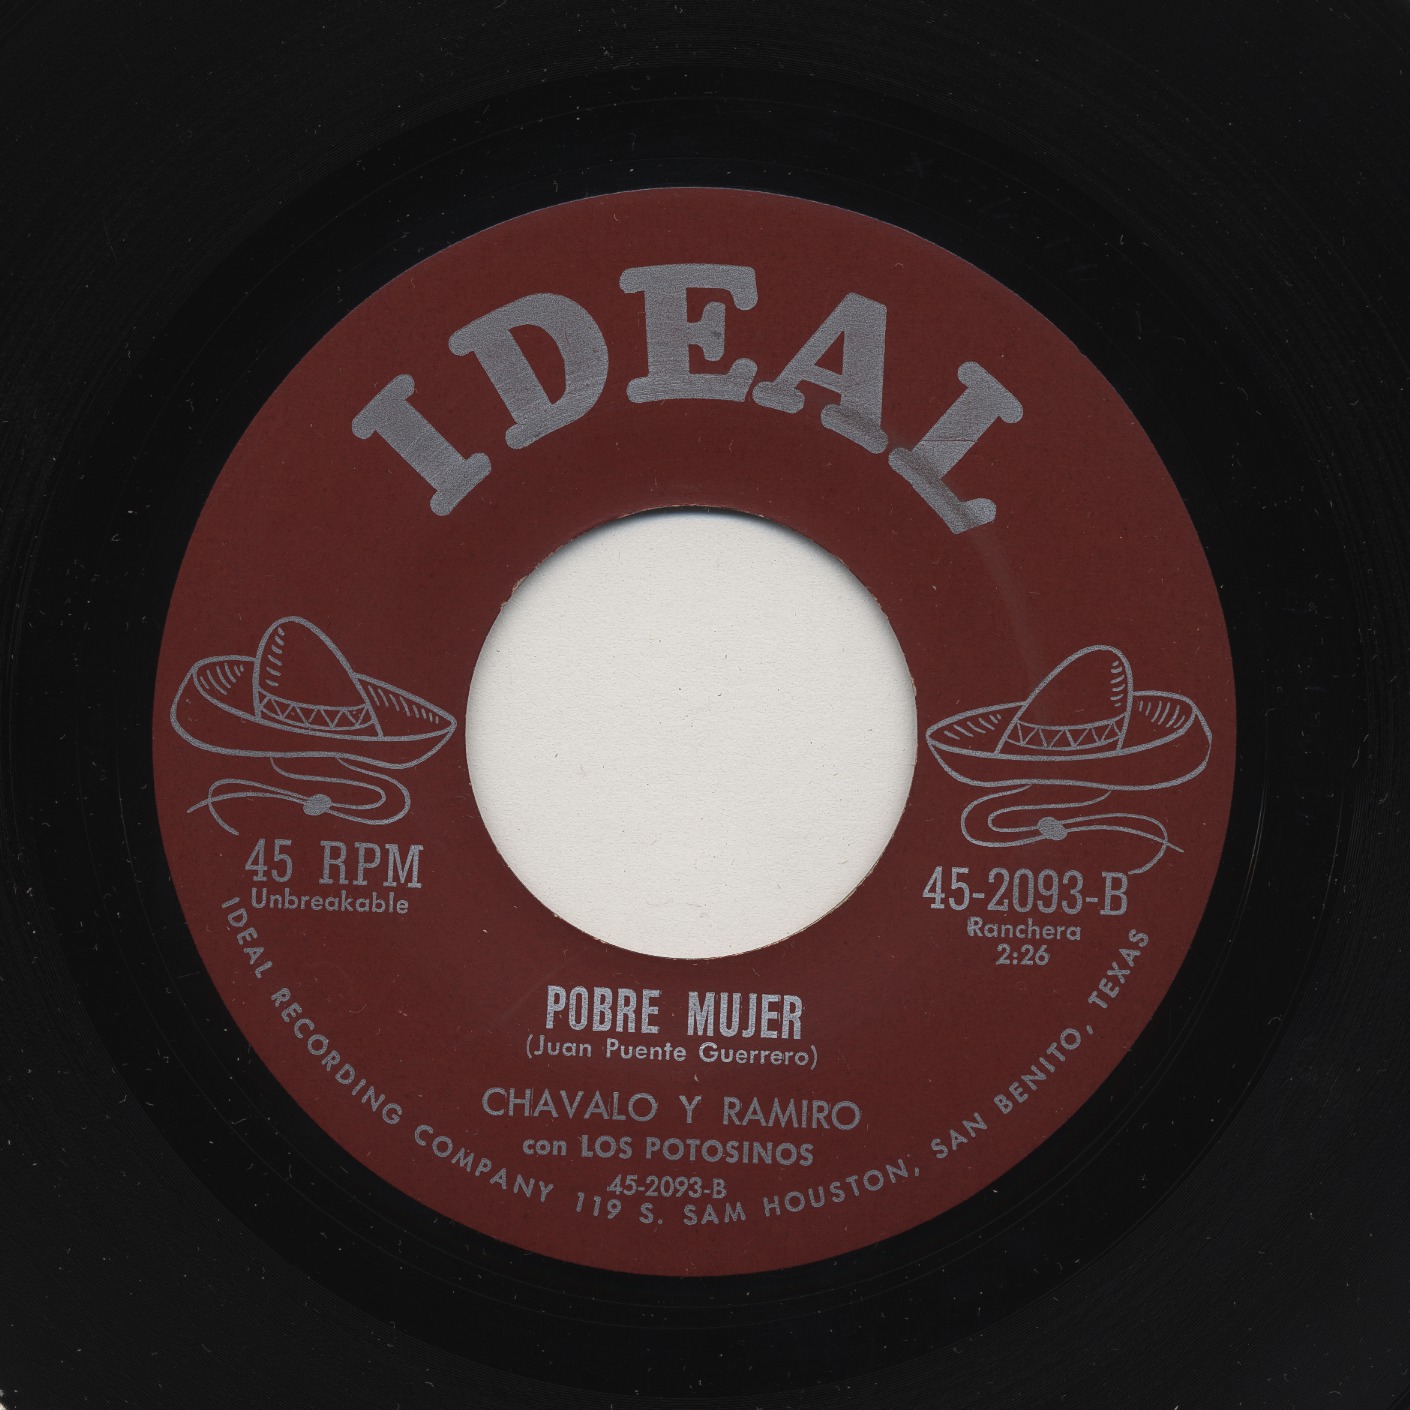 IDEAL
45 RPM
Unbreakable
45-2093-B
Ranchera
2:26
POBRE MUJER
(Juan Puente Guerrero)
CHAVALO Y RAMIRO
con LOS POTOSINOS
45-2093-B
IDEAL RECORDING COMPANY 119 S. SAM HOUSTON, SAN BENITO, TEXAS